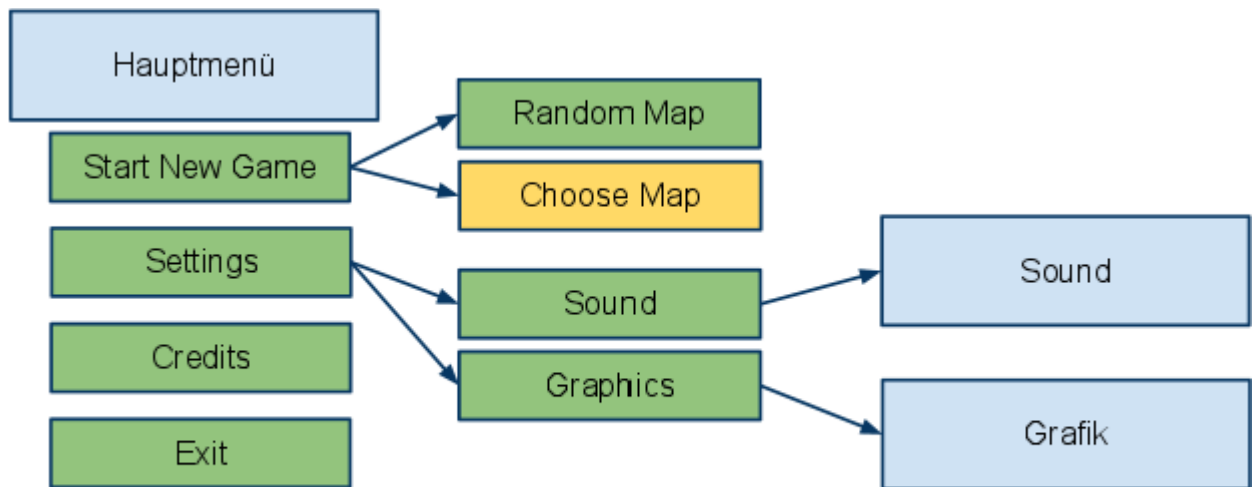 Hauptmenü
Start New Game
Settings
Credits
Exit
Random Map
Choose Map
Sound
Graphics
Sound
Grafik